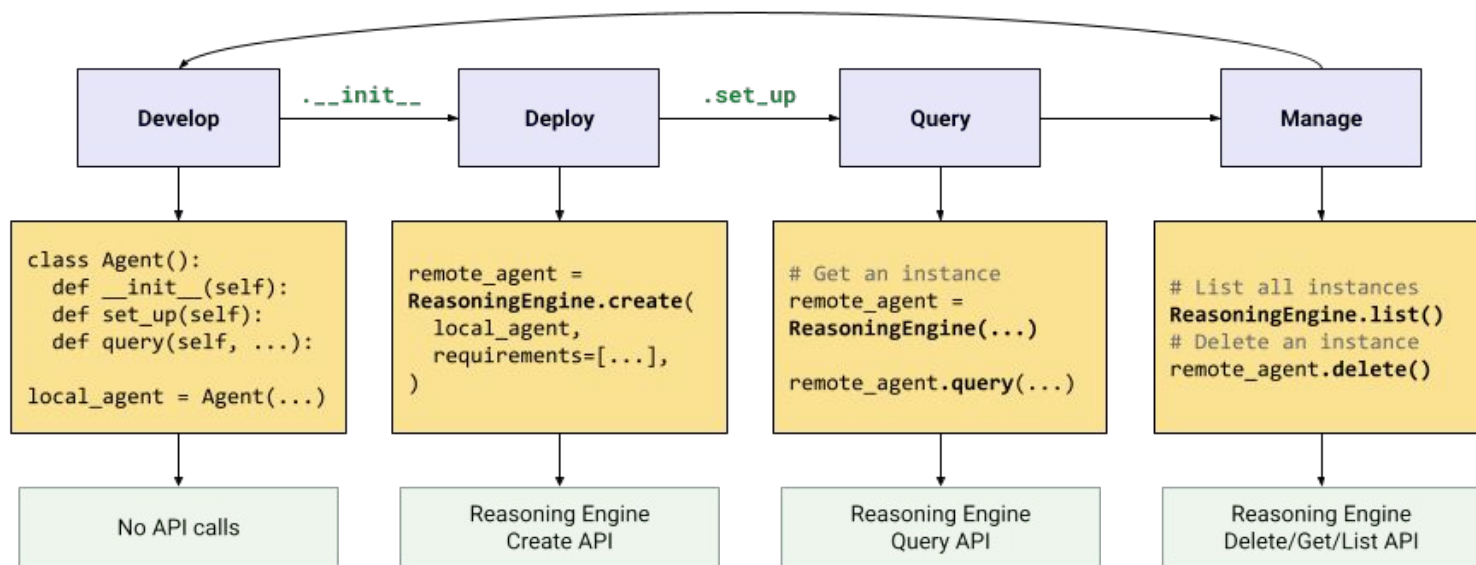 Develop
.__init__
Deploy
.set_up
Query
Manage
class Agent():
  def __init__(self):
  def set_up(self):
  def query(self, ...):
local_agent = Agent(...)
remote_agent =
ReasoningEngine.create(
  local_agent,
  requirements=[...],
)
# Get an instance
remote_agent =
ReasoningEngine(...)
remote_agent.query(...)
# List all instances
ReasoningEngine.list()
# Delete an instance
remote_agent.delete()
No API calls
Reasoning Engine
Create API
Reasoning Engine
Query API
Reasoning Engine
Delete/Get/List API